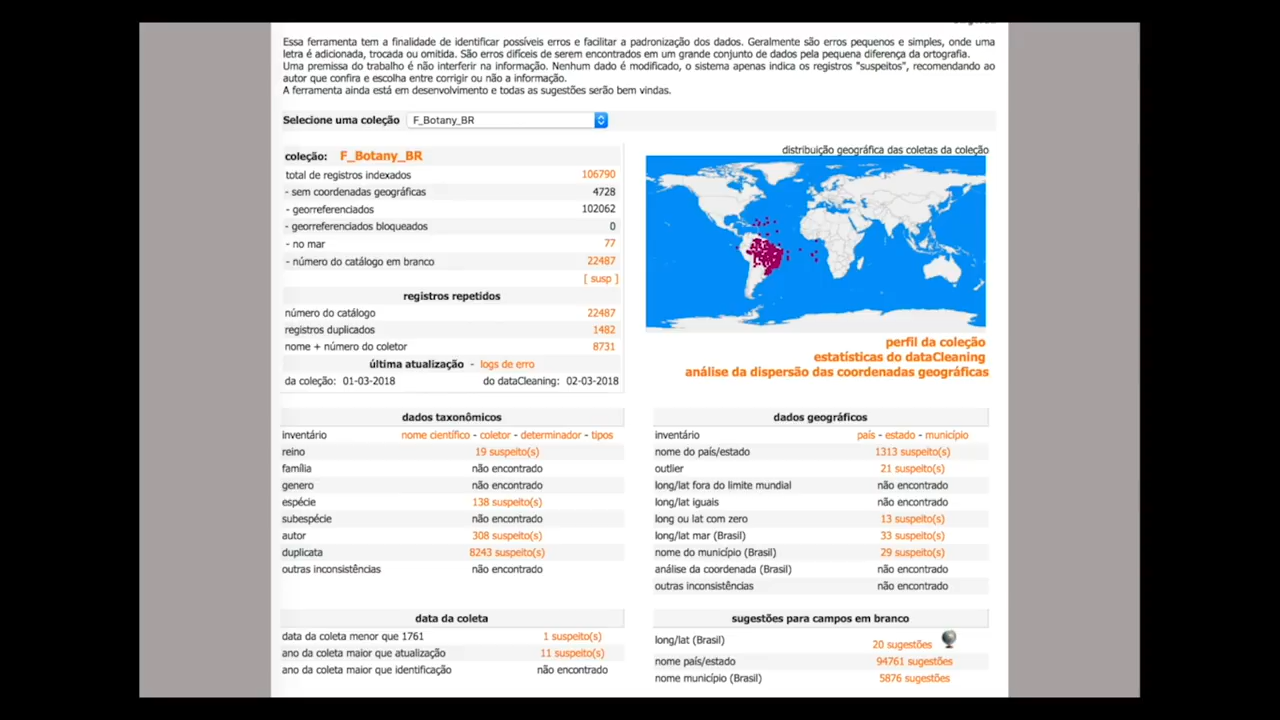 Essa ferramenta tem a finalidade de identificar possíveis erros e facilitar a padronização dos dados. Geralmente são erros pequenos e simples, onde uma
letra é adicionada, trocada ou omitida. São erros difíceis de serem encontrados em um grande conjunto de dados pela pequena diferença da ortografia.
Uma premissa do trabalho é não interferir na informação. Nenhum dado é modificado, o sistema apenas indica os registros "suspeitos", recomendando ao
autor que confira e escolha entre corrigir ou não a informação.
A ferramenta ainda está em desenvolvimento e todas as sugestões serão bem vindas.
Selecione uma coleção F_Botany_BR
coleção: F_Botany_BR
total de registros indexados 106790
- sem coordenadas geográficas 4728
- georreferenciados 102062
- georreferenciados bloqueados 0
- no mar 77
- número do catálogo em branco 22487
[ susp ]
registros repetidos
número do catálogo 22487
registros duplicados 1482
nome + número do coletor 8731
última atualização - logs de erro
da coleção: 01-03-2018 do dataCleaning: 02-03-2018
distribuição geográfica das coletas da coleção
perfil da coleção
estatísticas do dataCleaning
análise da dispersão das coordenadas geográficas
dados taxonômicos
inventário nome científico - coletor - determinador - tipos
reino 19 suspeito(s)
família não encontrado
genero não encontrado
espécie 138 suspeito(s)
subespécie não encontrado
autor 308 suspeito(s)
duplicata 8243 suspeito(s)
outras inconsistências não encontrado
dados geográficos
inventário país - estado - município
nome do país/estado 1313 suspeito(s)
outlier 21 suspeito(s)
long/lat fora do limite mundial não encontrado
long/lat iguais não encontrado
long ou lat com zero 13 suspeito(s)
long/lat mar (Brasil) 33 suspeito(s)
nome do município (Brasil) 29 suspeito(s)
análise da coordenada (Brasil) não encontrado
outras inconsistências não encontrado
data da coleta
data da coleta menor que 1761 1 suspeito(s)
ano da coleta maior que atualização 11 suspeito(s)
ano da coleta maior que identificação não encontrado
sugestões para campos em branco
long/lat (Brasil) 20 sugestões
nome país/estado 94761 sugestões
nome município (Brasil) 5876 sugestões